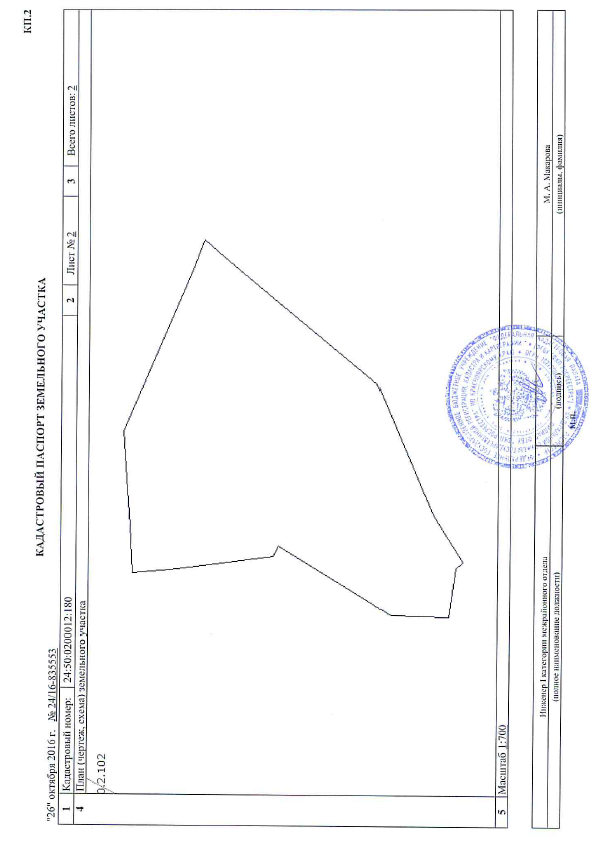 КП.2
КАДАСТРОВЫЙ ПАСПОРТ ЗЕМЕЛЬНОГО УЧАСТКА
"26" октября 2016 г. № 24/16-835553
1 Кадастровый номер: 24:50:0200012:180 2 Лист № 2 3 Всего листов: 2
4 План (чертеж, схема) земельного участка
:2.102
5 Масштаб 1:700
Инженер I категории межрайонного отдела М. А. Макарова
(полное наименование должности) (подпись) (инициалы, фамилия)
М.П.